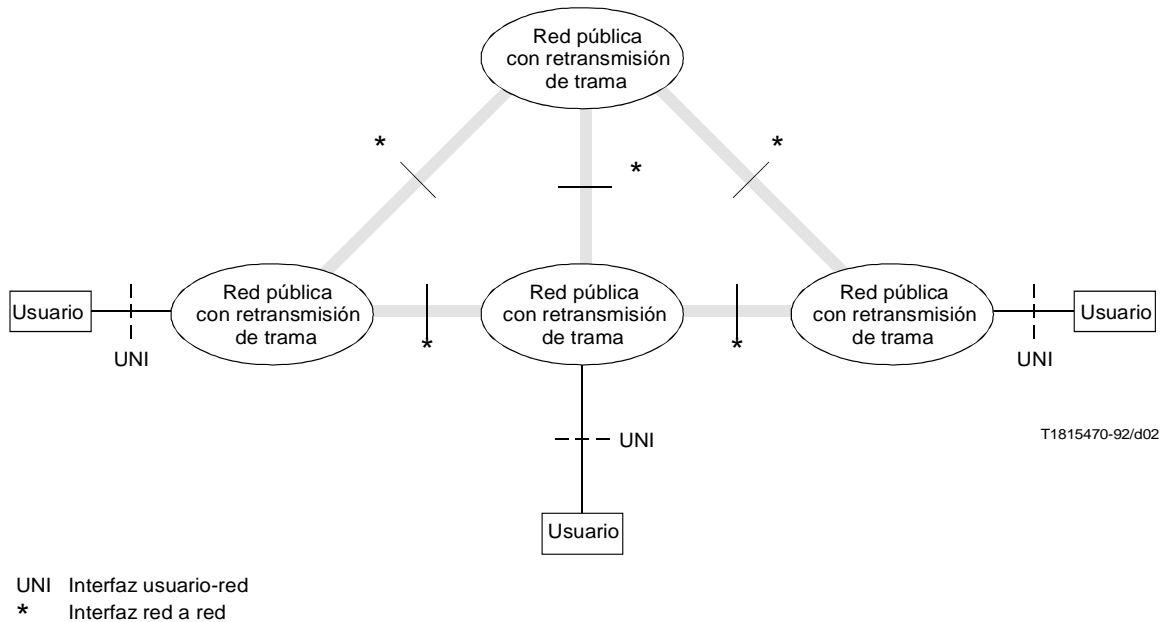 Red pública
con retransmisión
de trama
*
*
*
Red pública
con retransmisión
de trama
Red pública
con retransmisión
de trama
Red pública
con retransmisión
de trama
Usuario
Usuario
UNI
*
*
UNI
UNI
T1815470-92/d02
Usuario
UNI Interfaz usuario-red
* Interfaz red a red